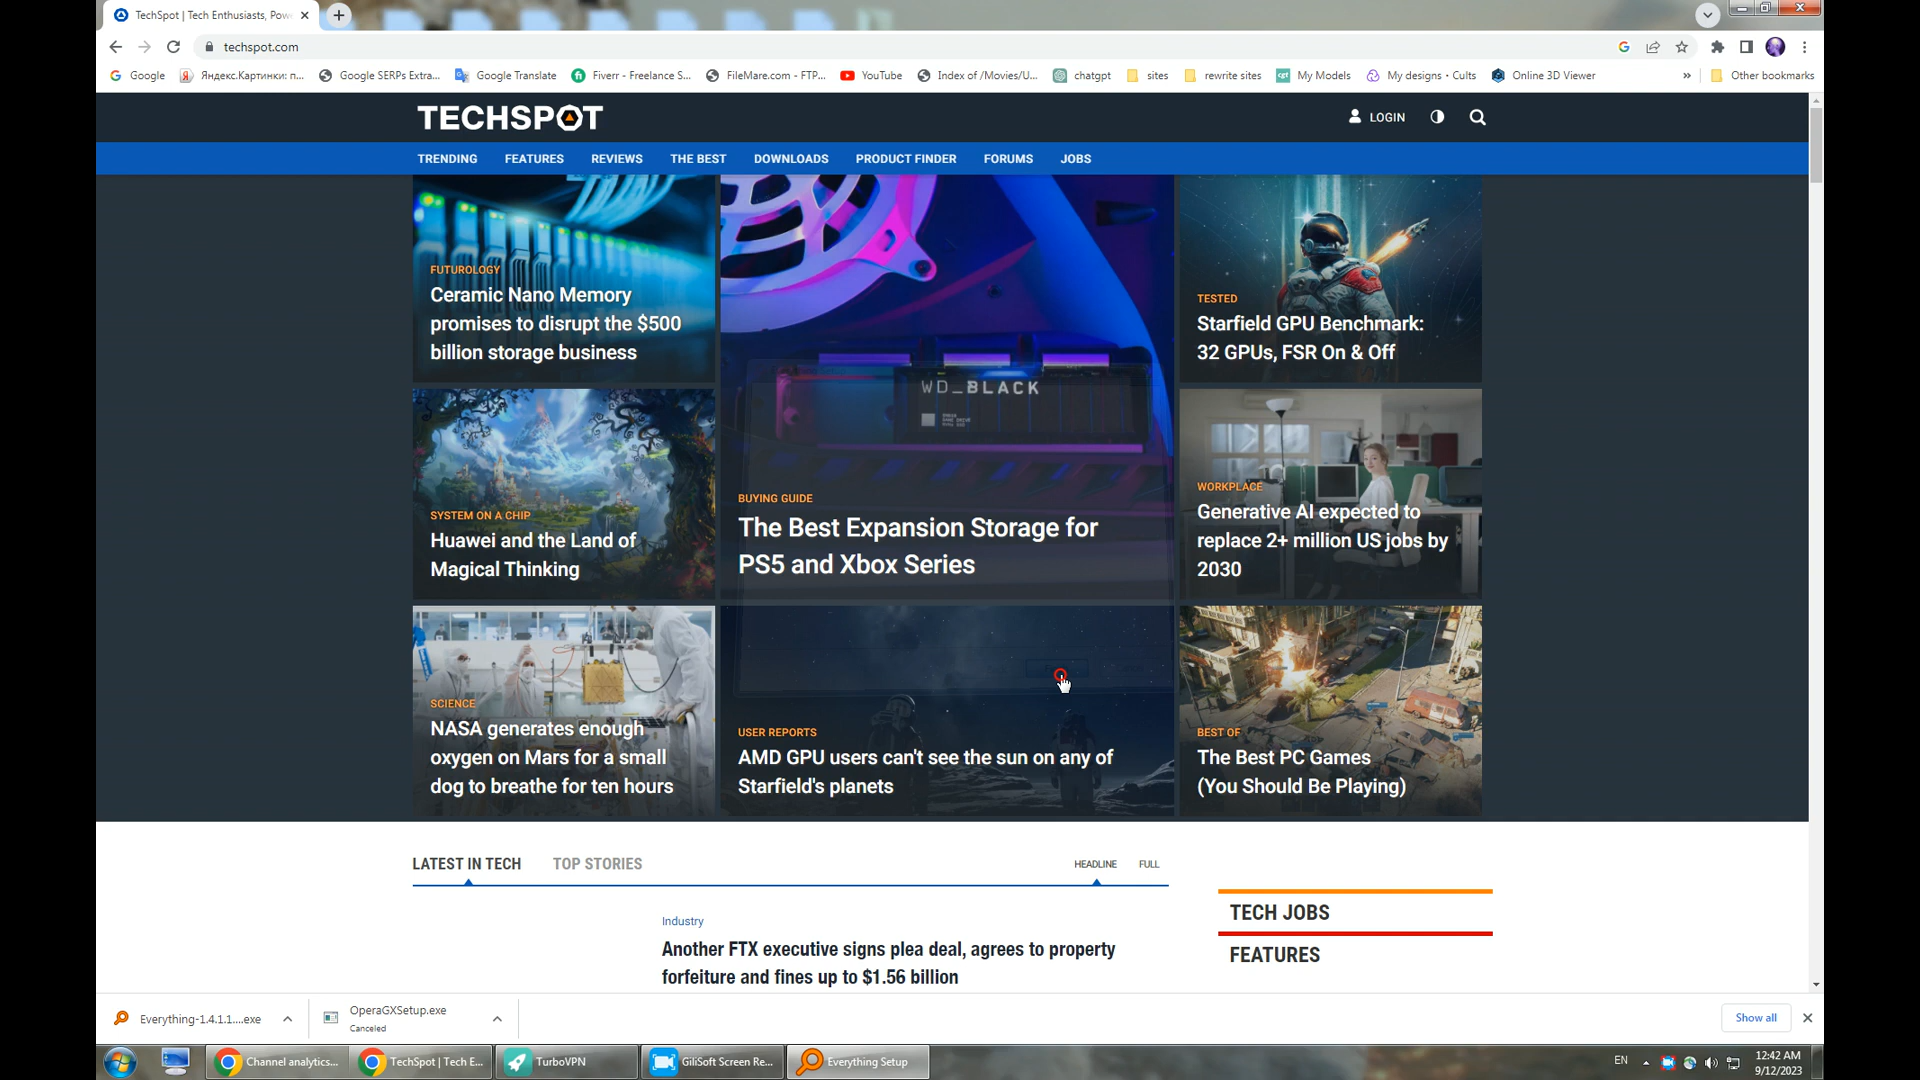 TechSpot | Tech Enthusiasts, Pow
techspot.com
Google
Яндекс.Картинки: п...
Google SERPs Extra...
Google Translate
Fiverr - Freelance S...
FileMare.com - FTP...
YouTube
Index of /Movies/U...
chatgpt
sites
rewrite sites
My Models
My designs • Cults
Online 3D Viewer
»
Other bookmarks
TECHSPOT
LOGIN
TRENDING
FEATURES
REVIEWS
THE BEST
DOWNLOADS
PRODUCT FINDER
FORUMS
JOBS
FUTUROLOGY
Ceramic Nano Memory
promises to disrupt the $500
billion storage business
WD_BLACK
BUYING GUIDE
The Best Expansion Storage for
PS5 and Xbox Series
TESTED
Starfield GPU Benchmark:
32 GPUs, FSR On & Off
SYSTEM ON A CHIP
Huawei and the Land of
Magical Thinking
WORKPLACE
Generative AI expected to
replace 2+ million US jobs by
2030
SCIENCE
NASA generates enough
oxygen on Mars for a small
dog to breathe for ten hours
USER REPORTS
AMD GPU users can't see the sun on any of
Starfield's planets
BEST OF
The Best PC Games
(You Should Be Playing)
LATEST IN TECH
TOP STORIES
HEADLINE
FULL
Industry
Another FTX executive signs plea deal, agrees to property
forfeiture and fines up to $1.56 billion
TECH JOBS
FEATURES
Everything-1.4.1.1....exe
OperaGXSetup.exe
Canceled
Show all
Channel analytics...
TechSpot | Tech E...
TurboVPN
GiliSoft Screen Re...
Everything Setup
EN
12:42 AM
9/12/2023